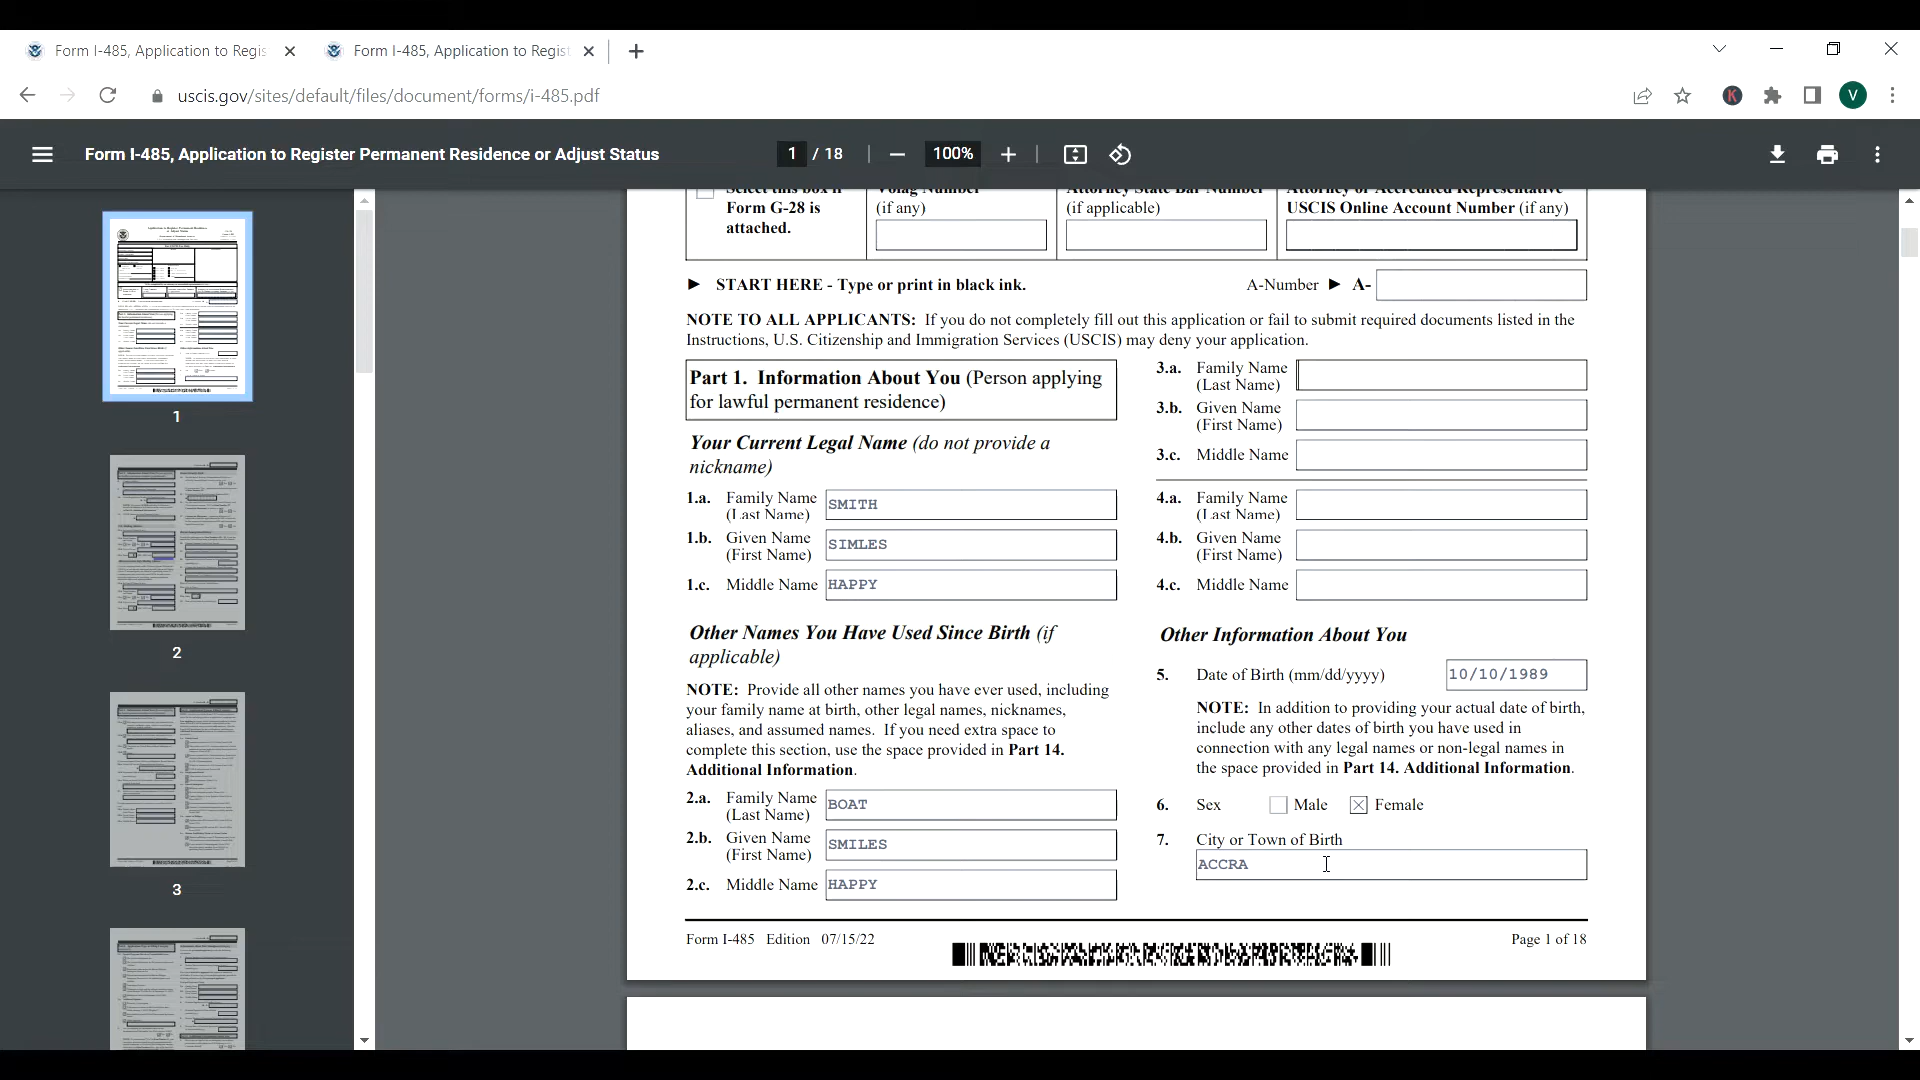 Form I-485, Application to Regis
Form I-485, Application to Regist
uscis.gov/sites/default/files/document/forms/i-485.pdf
K
V
Form I-485, Application to Register Permanent Residence or Adjust Status
1 / 18
100%
1
2
3
Select this box if
Form G-28 is
attached.
Volag Number
(if any)
Attorney State Bar Number
(if applicable)
Attorney or Accredited Representative
USCIS Online Account Number (if any)
► START HERE - Type or print in black ink.
A-Number ► A-
NOTE TO ALL APPLICANTS: If you do not completely fill out this application or fail to submit required documents listed in the
Instructions, U.S. Citizenship and Immigration Services (USCIS) may deny your application.
Part 1. Information About You (Person applying
for lawful permanent residence)
Your Current Legal Name (do not provide a
nickname)
1.a. Family Name
(Last Name)
SMITH
1.b. Given Name
(First Name)
SIMLES
1.c. Middle Name
HAPPY
Other Names You Have Used Since Birth (if
applicable)
NOTE: Provide all other names you have ever used, including
your family name at birth, other legal names, nicknames,
aliases, and assumed names. If you need extra space to
complete this section, use the space provided in Part 14.
Additional Information.
2.a. Family Name
(Last Name)
BOAT
2.b. Given Name
(First Name)
SMILES
2.c. Middle Name
HAPPY
3.a. Family Name
(Last Name)
3.b. Given Name
(First Name)
3.c. Middle Name
4.a. Family Name
(Last Name)
4.b. Given Name
(First Name)
4.c. Middle Name
Other Information About You
5. Date of Birth (mm/dd/yyyy)
10/10/1989
NOTE: In addition to providing your actual date of birth,
include any other dates of birth you have used in
connection with any legal names or non-legal names in
the space provided in Part 14. Additional Information.
6. Sex Male Female
7. City or Town of Birth
ACCRA
Form I-485 Edition 07/15/22
Page 1 of 18